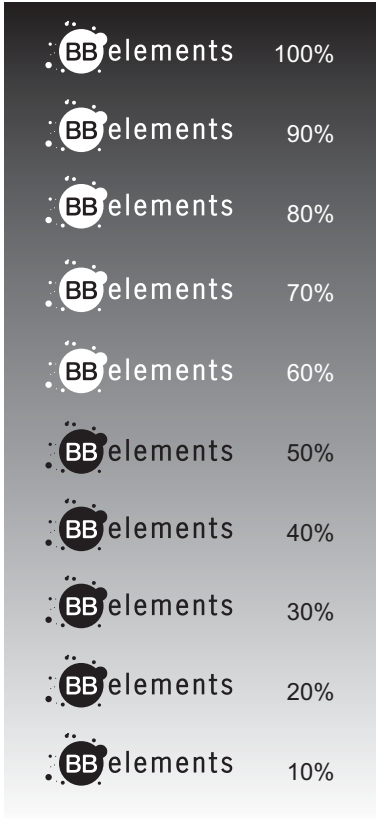 BB elements 100%
BB elements 90%
BB elements 80%
BB elements 70%
BB elements 60%
BB elements 50%
BB elements 40%
BB elements 30%
BB elements 20%
BB elements 10%